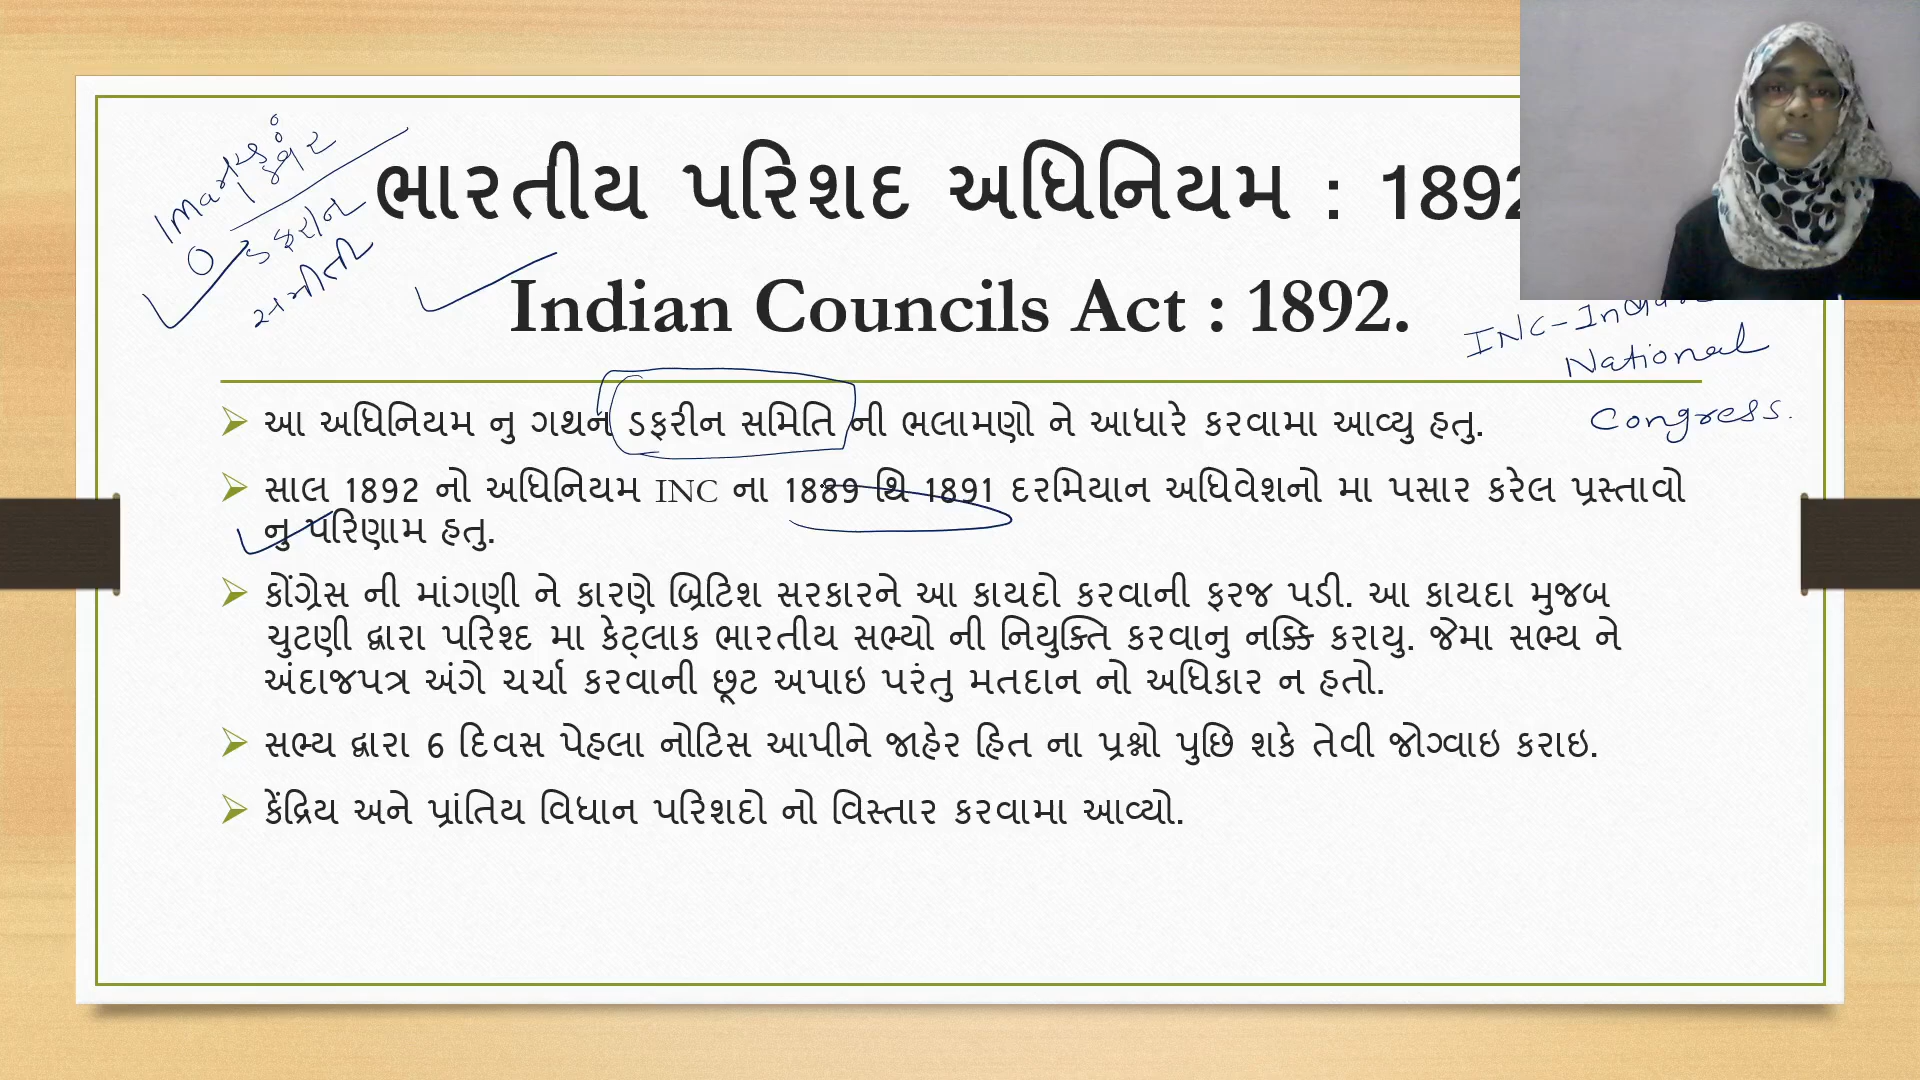 ભારતીય પરિશદ અધિનિયમ : 1892
Indian Councils Act : 1892.
1 માર્ક
ડફરીન
સમીતી
INC - Indian
National
Congress.
આ અધિનિયમ નુ ગથન ડફરીન સમિતિ ની ભલામણો ને આધારે કરવામા આવ્યુ હતુ.
સાલ 1892 નો અધિનિયમ INC ના 1889 થિ 1891 દરમિયાન અધિવેશનો મા પસાર કરેલ પ્રસ્તાવો
નુ પરિણામ હતુ.
કોંગ્રેસ ની માંગણી ને કારણે બ્રિટિશ સરકારને આ કાયદો કરવાની ફરજ પડી. આ કાયદા મુજબ
ચુટણી દ્વારા પરિશ્દ મા કેટ્લાક ભારતીય સભ્યો ની નિયુક્તિ કરવાનુ નક્કિ કરાયુ. જેમા સભ્ય ને
અંદાજપત્ર અંગે ચર્ચા કરવાની છૂટ અપાઇ પરંતુ મતદાન નો અધિકાર ન હતો.
સભ્ય દ્વારા 6 દિવસ પેહલા નોટિસ આપીને જાહેર હિત ના પ્રશ્નો પુછિ શકે તેવી જોગ્વાઇ કરાઇ.
કેંદ્રિય અને પ્રાંતિય વિધાન પરિશદો નો વિસ્તાર કરવામા આવ્યો.